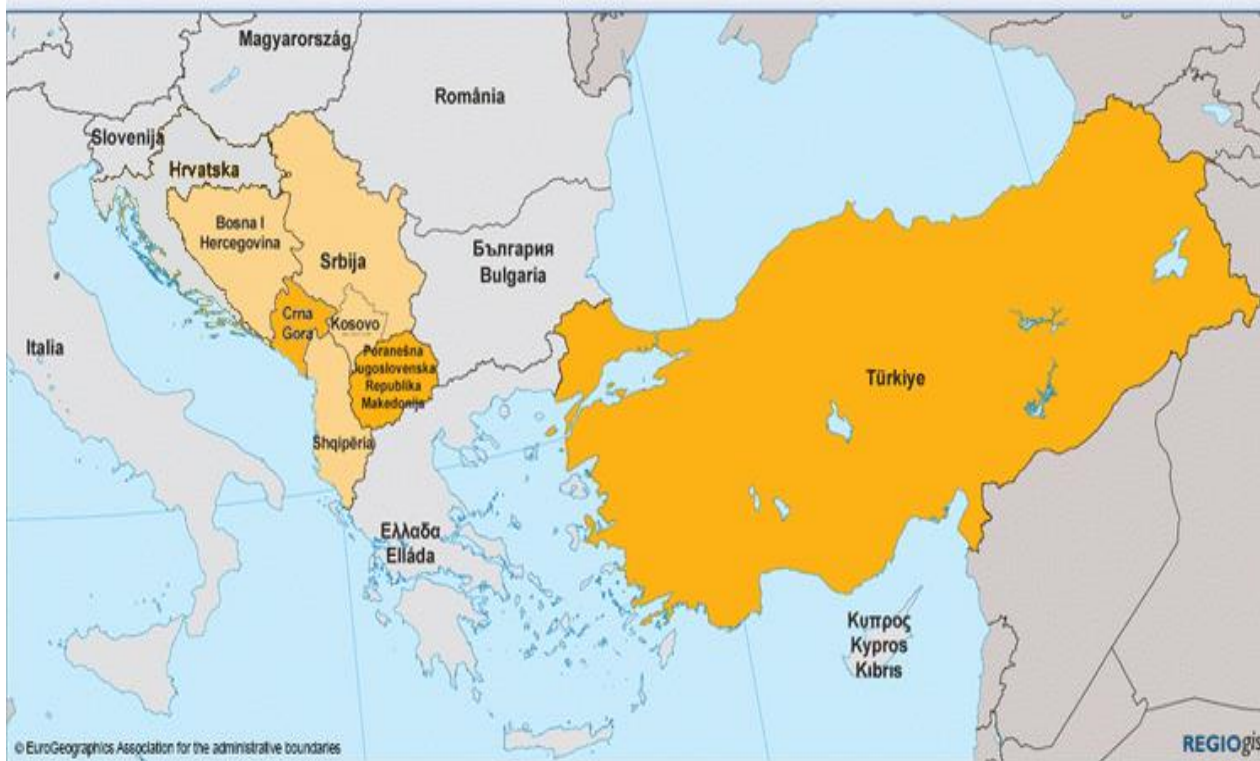 Magyarország
România
Slovenija
Hrvatska
Bosna I
Hercegovina
Srbija
България
Bulgaria
Crna
Gora
Kosovo
Italia
Poranešna
Jugoslovenska
Republika
Makedonija
Türkiye
Shqipëria
Ελλαδα
Elláda
Κυπρος
Kypros
Kıbrıs
© EuroGeographics Association for the administrative boundaries
REGIOgis